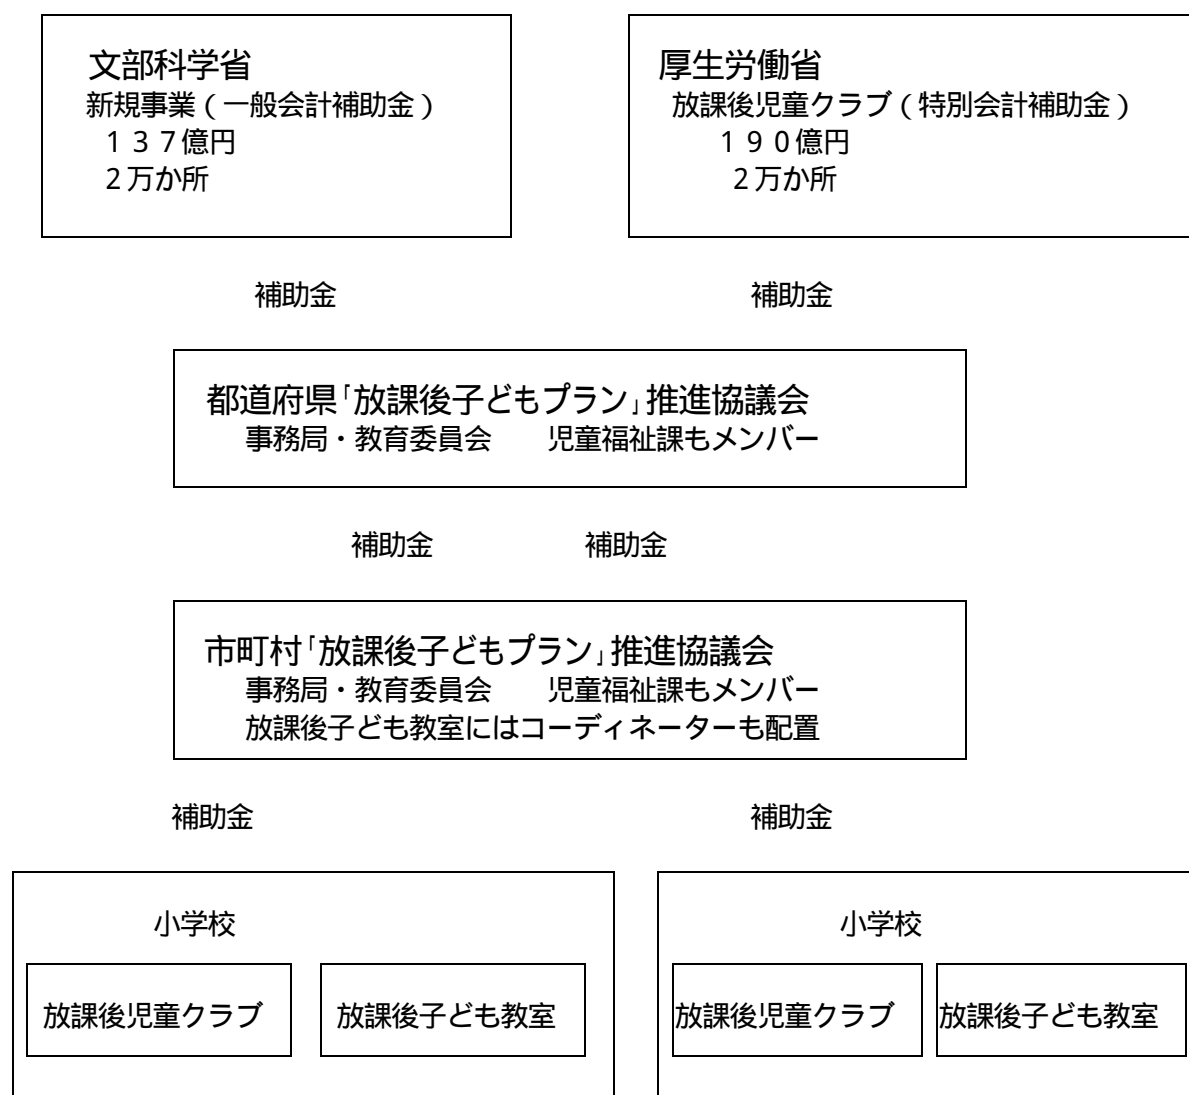 文部科学省
新規事業（一般会計補助金）
１３７億円
２万か所
厚生労働省
放課後児童クラブ（特別会計補助金）
１９０億円
２万か所
補助金
補助金
都道府県「放課後子どもプラン」推進協議会
事務局・教育委員会　　児童福祉課もメンバー
補助金
補助金
市町村「放課後子どもプラン」推進協議会
事務局・教育委員会　　児童福祉課もメンバー
放課後子ども教室にはコーディネーターも配置
補助金
補助金
小学校
放課後児童クラブ
放課後子ども教室
小学校
放課後児童クラブ
放課後子ども教室